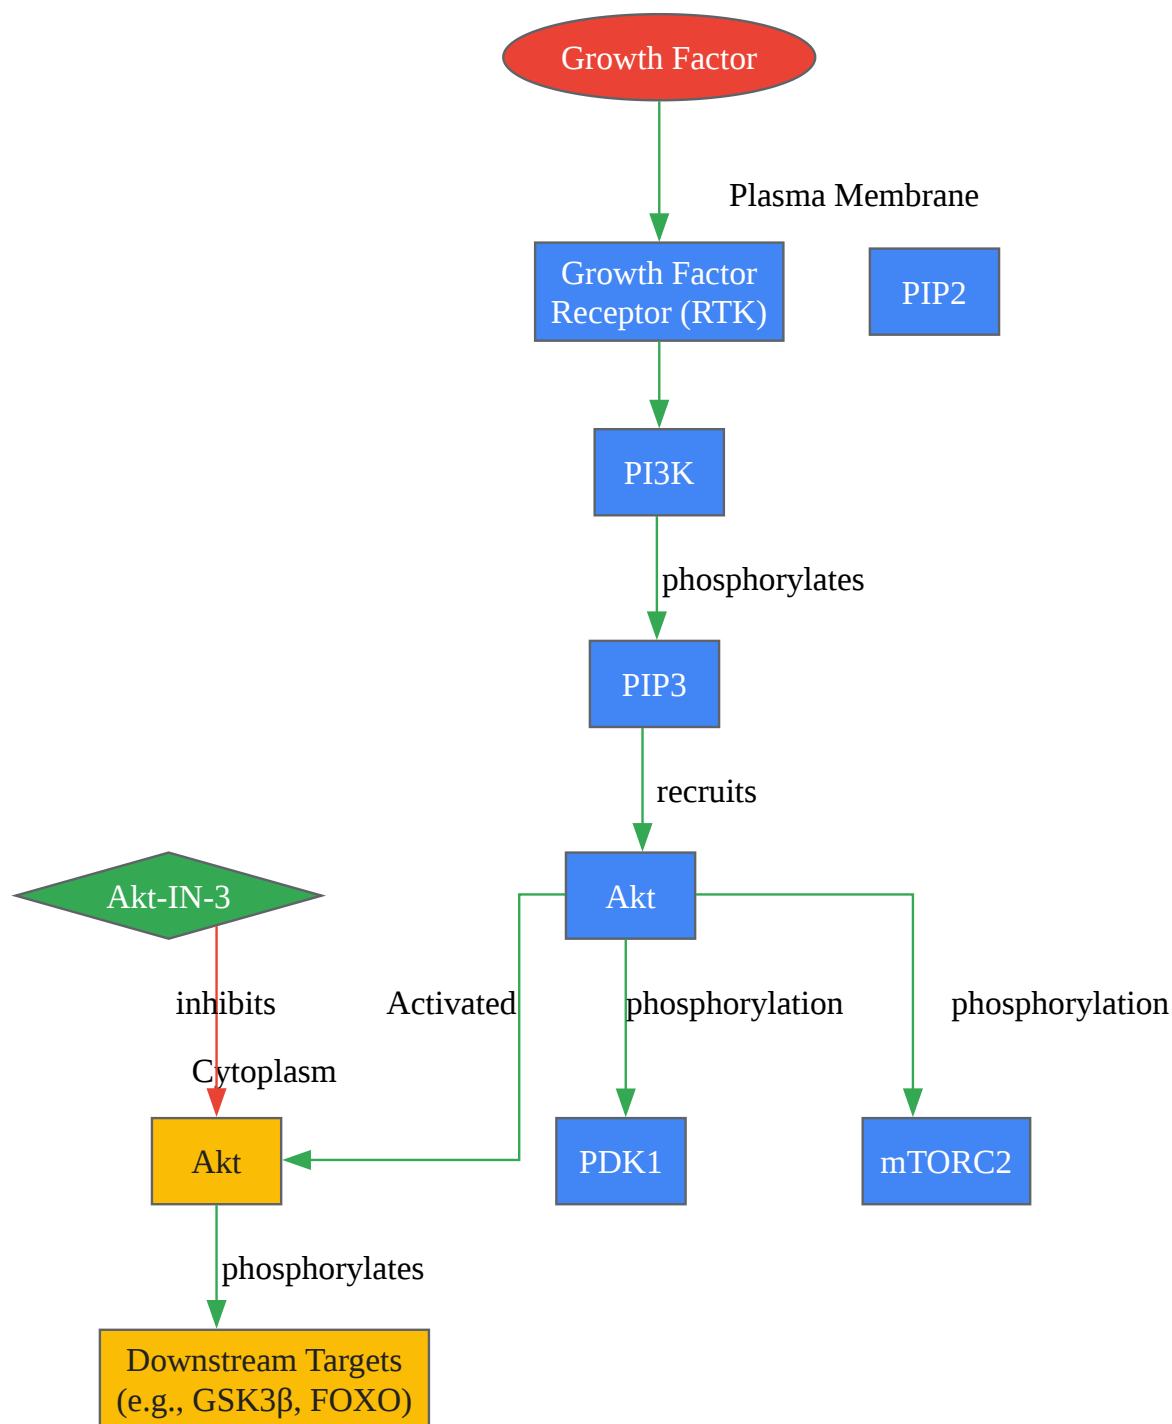 Growth Factor
Plasma Membrane
Growth Factor
Receptor (RTK)
PIP2
PI3K
phosphorylates
PIP3
recruits
Akt-IN-3
Akt
inhibits
Activated
phosphorylation
phosphorylation
Cytoplasm
Akt
PDK1
mTORC2
phosphorylates
Downstream Targets
(e.g., GSK3β, FOXO)